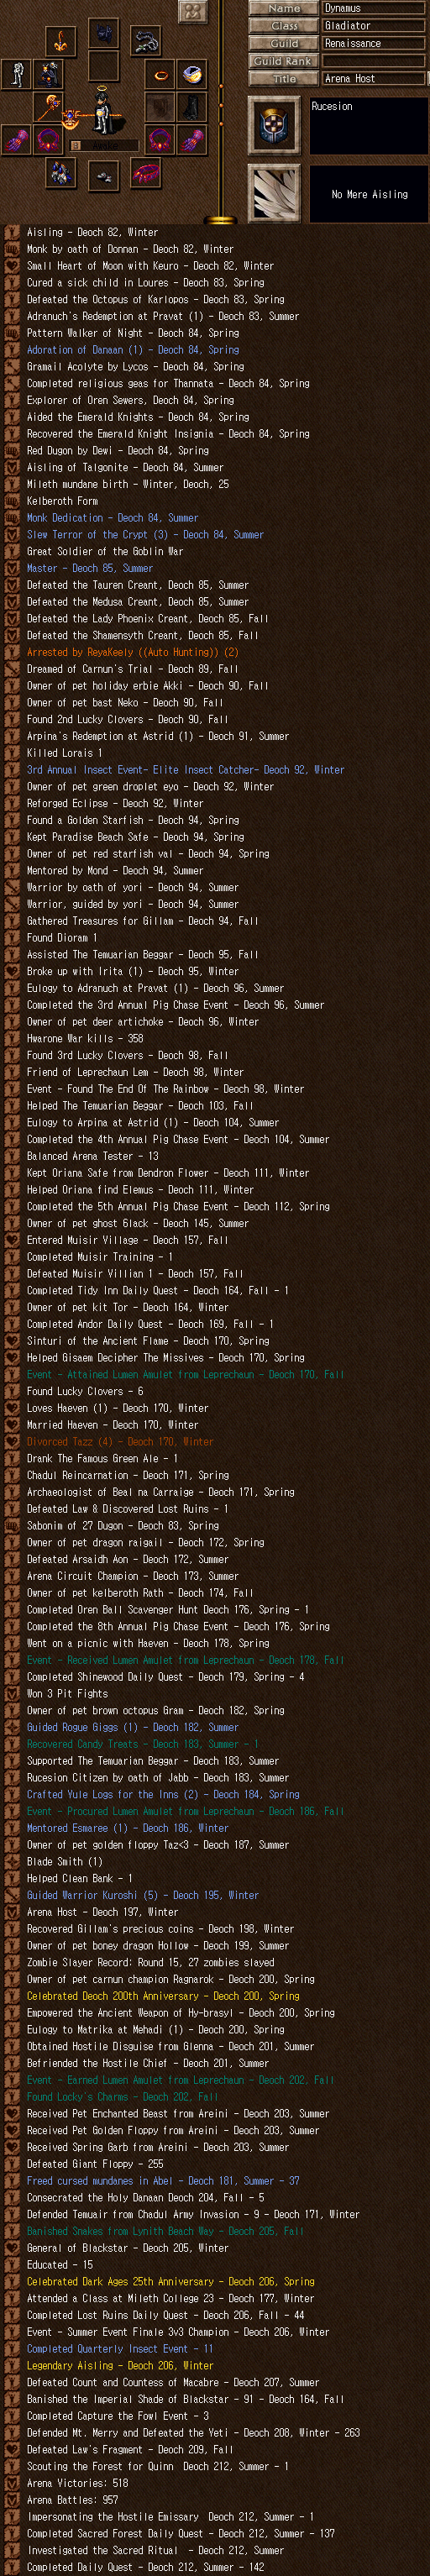 Name Dynamus
Class Gladiator
Guild Renaissance
Guild Rank
Title Arena Host
Rucesion
Awake
No Mere Aisling
Aisling - Deoch 82, Winter
Monk by oath of Donnan - Deoch 82, Winter
Small Heart of Moon with Keuro - Deoch 82, Winter
Cured a sick child in Loures - Deoch 83, Spring
Defeated the Octopus of Karlopos - Deoch 83, Spring
Adranuch's Redemption at Pravat (1) - Deoch 83, Summer
Pattern Walker of Night - Deoch 84, Spring
Adoration of Danaan (1) - Deoch 84, Spring
Gramail Acolyte by Lycos - Deoch 84, Spring
Completed religious geas for Thannata - Deoch 84, Spring
Explorer of Oren Sewers, Deoch 84, Spring
Aided the Emerald Knights - Deoch 84, Spring
Recovered the Emerald Knight Insignia - Deoch 84, Spring
Red Dugon by Dewi - Deoch 84, Spring
Aisling of Talgonite - Deoch 84, Summer
Mileth mundane birth - Winter, Deoch, 25
Kelberoth Form
Monk Dedication - Deoch 84, Summer
Slew Terror of the Crypt (3) - Deoch 84, Summer
Great Soldier of the Goblin War
Master - Deoch 85, Summer
Defeated the Tauren Creant, Deoch 85, Summer
Defeated the Medusa Creant, Deoch 85, Summer
Defeated the Lady Phoenix Creant, Deoch 85, Fall
Defeated the Shamensyth Creant, Deoch 85, Fall
Arrested by ReyaKeely ((Auto Hunting)) (2)
Dreamed of Carnun's Trial - Deoch 89, Fall
Owner of pet holiday erbie Akki - Deoch 90, Fall
Owner of pet bast Neko - Deoch 90, Fall
Found 2nd Lucky Clovers - Deoch 90, Fall
Arpina's Redemption at Astrid (1) - Deoch 91, Summer
Killed Lorais 1
3rd Annual Insect Event- Elite Insect Catcher- Deoch 92, Winter
Owner of pet green droplet eyo - Deoch 92, Winter
Reforged Eclipse - Deoch 92, Winter
Found a Golden Starfish - Deoch 94, Spring
Kept Paradise Beach Safe - Deoch 94, Spring
Owner of pet red starfish val - Deoch 94, Spring
Mentored by Mond - Deoch 94, Summer
Warrior by oath of yori - Deoch 94, Summer
Warrior, guided by yori - Deoch 94, Summer
Gathered Treasures for Gillam - Deoch 94, Fall
Found Dioram 1
Assisted The Temuarian Beggar - Deoch 95, Fall
Broke up with Irita (1) - Deoch 95, Winter
Eulogy to Adranuch at Pravat (1) - Deoch 96, Summer
Completed the 3rd Annual Pig Chase Event - Deoch 96, Summer
Owner of pet deer artichoke - Deoch 96, Winter
Hwarone War kills - 358
Found 3rd Lucky Clovers - Deoch 98, Fall
Friend of Leprechaun Lem - Deoch 98, Winter
Event - Found The End Of The Rainbow - Deoch 98, Winter
Helped The Temuarian Beggar - Deoch 103, Fall
Eulogy to Arpina at Astrid (1) - Deoch 104, Summer
Completed the 4th Annual Pig Chase Event - Deoch 104, Summer
Balanced Arena Tester - 13
Kept Oriana Safe from Dendron Flower - Deoch 111, Winter
Helped Oriana find Elemus - Deoch 111, Winter
Completed the 5th Annual Pig Chase Event - Deoch 112, Spring
Owner of pet ghost 6lack - Deoch 145, Summer
Entered Muisir Village - Deoch 157, Fall
Completed Muisir Training - 1
Defeated Muisir Villian 1 - Deoch 157, Fall
Completed Tidy Inn Daily Quest - Deoch 164, Fall - 1
Owner of pet kit Tor - Deoch 164, Winter
Completed Andor Daily Quest - Deoch 169, Fall - 1
Sinturi of the Ancient Flame - Deoch 170, Spring
Helped Gisaem Decipher The Missives - Deoch 170, Spring
Event - Attained Lumen Amulet from Leprechaun - Deoch 170, Fall
Found Lucky Clovers - 6
Loves Haeven (1) - Deoch 170, Winter
Married Haeven - Deoch 170, Winter
Divorced Tazz (4) - Deoch 170, Winter
Drank The Famous Green Ale - 1
Chadul Reincarnation - Deoch 171, Spring
Archaeologist of Beal na Carraige - Deoch 171, Spring
Defeated Law & Discovered Lost Ruins - 1
Sabonim of 27 Dugon - Deoch 83, Spring
Owner of pet dragon raigail - Deoch 172, Spring
Defeated Arsaidh Aon - Deoch 172, Summer
Arena Circuit Champion - Deoch 173, Summer
Owner of pet kelberoth Rath - Deoch 174, Fall
Completed Oren Ball Scavenger Hunt Deoch 176, Spring - 1
Completed the 8th Annual Pig Chase Event - Deoch 176, Spring
Went on a picnic with Haeven - Deoch 178, Spring
Event - Received Lumen Amulet from Leprechaun - Deoch 178, Fall
Completed Shinewood Daily Quest - Deoch 179, Spring - 4
Won 3 Pit Fights
Owner of pet brown octopus Gram - Deoch 182, Spring
Guided Rogue Giggs (1) - Deoch 182, Summer
Recovered Candy Treats - Deoch 183, Summer - 1
Supported The Temuarian Beggar - Deoch 183, Summer
Rucesion Citizen by oath of Jabb - Deoch 183, Summer
Crafted Yule Logs for the Inns (2) - Deoch 184, Spring
Event - Procured Lumen Amulet from Leprechaun - Deoch 186, Fall
Mentored Esmaree (1) - Deoch 186, Winter
Owner of pet golden floppy Taz<3 - Deoch 187, Summer
Blade Smith (1)
Helped Clean Bank - 1
Guided Warrior Kuroshi (5) - Deoch 195, Winter
Arena Host - Deoch 197, Winter
Recovered Gillam's precious coins - Deoch 198, Winter
Owner of pet boney dragon Hollow - Deoch 199, Summer
Zombie Slayer Record: Round 15, 27 zombies slayed
Owner of pet carnun champion Ragnarok - Deoch 200, Spring
Celebrated Deoch 200th Anniversary - Deoch 200, Spring
Empowered the Ancient Weapon of Hy-brasyl - Deoch 200, Spring
Eulogy to Matrika at Mehadi (1) - Deoch 200, Spring
Obtained Hostile Disguise from Glenna - Deoch 201, Summer
Befriended the Hostile Chief - Deoch 201, Summer
Event - Earned Lumen Amulet from Leprechaun - Deoch 202, Fall
Found Locky's Charms - Deoch 202, Fall
Received Pet Enchanted Beast from Areini - Deoch 203, Summer
Received Pet Golden Floppy from Areini - Deoch 203, Summer
Received Spring Garb from Areini - Deoch 203, Summer
Defeated Giant Floppy - 255
Freed cursed mundanes in Abel - Deoch 181, Summer - 37
Consecrated the Holy Danaan Deoch 204, Fall - 5
Defended Temuair from Chadul Army Invasion - 9 - Deoch 171, Winter
Banished Snakes from Lynith Beach Way - Deoch 205, Fall
General of Blackstar - Deoch 205, Winter
Educated - 15
Celebrated Dark Ages 25th Anniversary - Deoch 206, Spring
Attended a Class at Mileth College 23 - Deoch 177, Winter
Completed Lost Ruins Daily Quest - Deoch 206, Fall - 44
Event - Summer Event Finale 3v3 Champion - Deoch 206, Winter
Completed Quarterly Insect Event - 11
Legendary Aisling - Deoch 206, Winter
Defeated Count and Countess of Macabre - Deoch 207, Summer
Banished the Imperial Shade of Blackstar - 91 - Deoch 164, Fall
Completed Capture the Fowl Event - 3
Defended Mt. Merry and Defeated the Yeti - Deoch 208, Winter - 263
Defeated Law's Fragment - Deoch 209, Fall
Scouting the Forest for Quinn  Deoch 212, Summer - 1
Arena Victories: 518
Arena Battles: 957
Impersonating the Hostile Emissary  Deoch 212, Summer - 1
Completed Sacred Forest Daily Quest - Deoch 212, Summer - 137
Investigated the Sacred Ritual  - Deoch 212, Summer
Completed Daily Quest - Deoch 212, Summer - 142